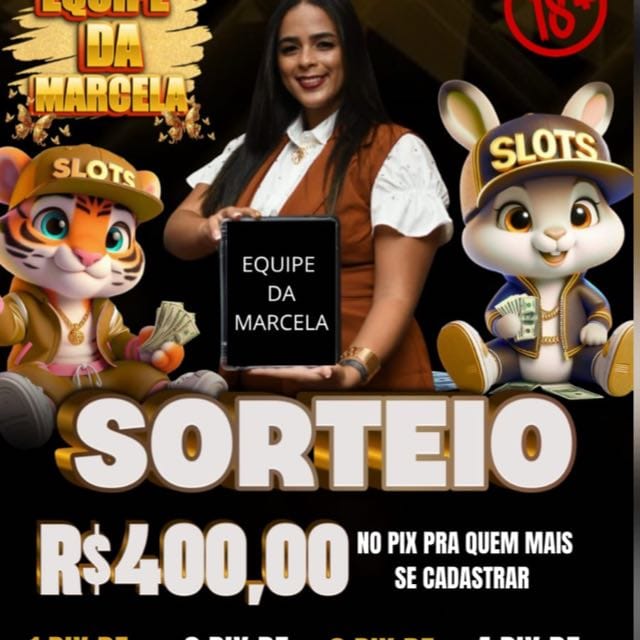 EQUIPE
DA
MARCELA
18+
SLOTS
SLOTS
EQUIPE
DA
MARCELA
SORTEIO
R$400,00
NO PIX PRA QUEM MAIS
SE CADASTRAR